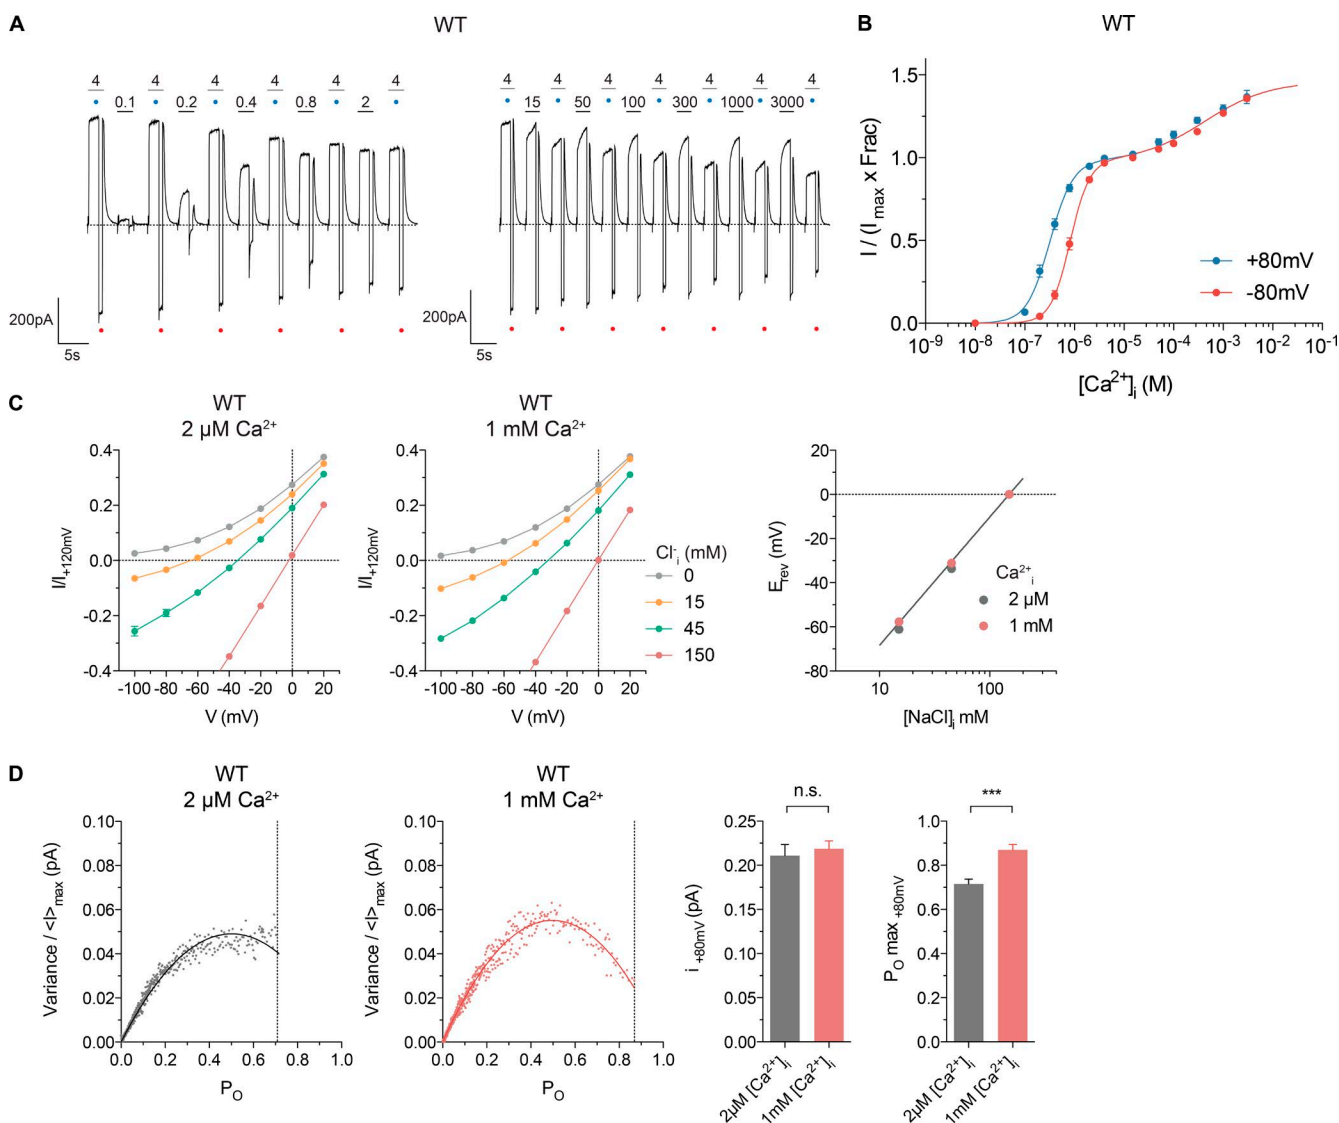 A
WT
4 4 4 4 4 4
0.1 0.2 0.4 0.8 2
200pA
5s
4 4 4 4 4 4 4
15 50 100 300 1000 3000
200pA
5s
B
WT
I / (I_max x Frac)
1.5
1.0
0.5
0.0
+80mV
-80mV
10⁻⁹ 10⁻⁸ 10⁻⁷ 10⁻⁶ 10⁻⁵ 10⁻⁴ 10⁻³ 10⁻² 10⁻¹
[Ca²⁺]ᵢ (M)
C
WT
2 µM Ca²⁺
I/I₊₁₂₀ₘV
0.4
0.2
0.0
-0.2
-0.4
-100 -80 -60 -40 -20 0 20
V (mV)
WT
1 mM Ca²⁺
I/I₊₁₂₀ₘV
0.4
0.2
0.0
-0.2
-0.4
-100 -80 -60 -40 -20 0 20
V (mV)
Cl⁻ᵢ (mM)
0
15
45
150
E_rev (mV)
20
0
-20
-40
-60
-80
Ca²⁺ᵢ
2 µM
1 mM
10 100
[NaCl]ᵢ mM
D
WT
2 µM Ca²⁺
Variance / <I>_max (pA)
0.10
0.08
0.06
0.04
0.02
0.00
0.0 0.2 0.4 0.6 0.8 1.0
P_O
WT
1 mM Ca²⁺
Variance / <I>_max (pA)
0.10
0.08
0.06
0.04
0.02
0.00
0.0 0.2 0.4 0.6 0.8 1.0
P_O
n.s.
i +80mV (pA)
0.25
0.20
0.15
0.10
0.05
0.00
2µM [Ca²⁺]ᵢ
1mM [Ca²⁺]ᵢ
***
P_O max +80mV
1.0
0.8
0.6
0.4
0.2
0.0
2µM [Ca²⁺]ᵢ
1mM [Ca²⁺]ᵢ